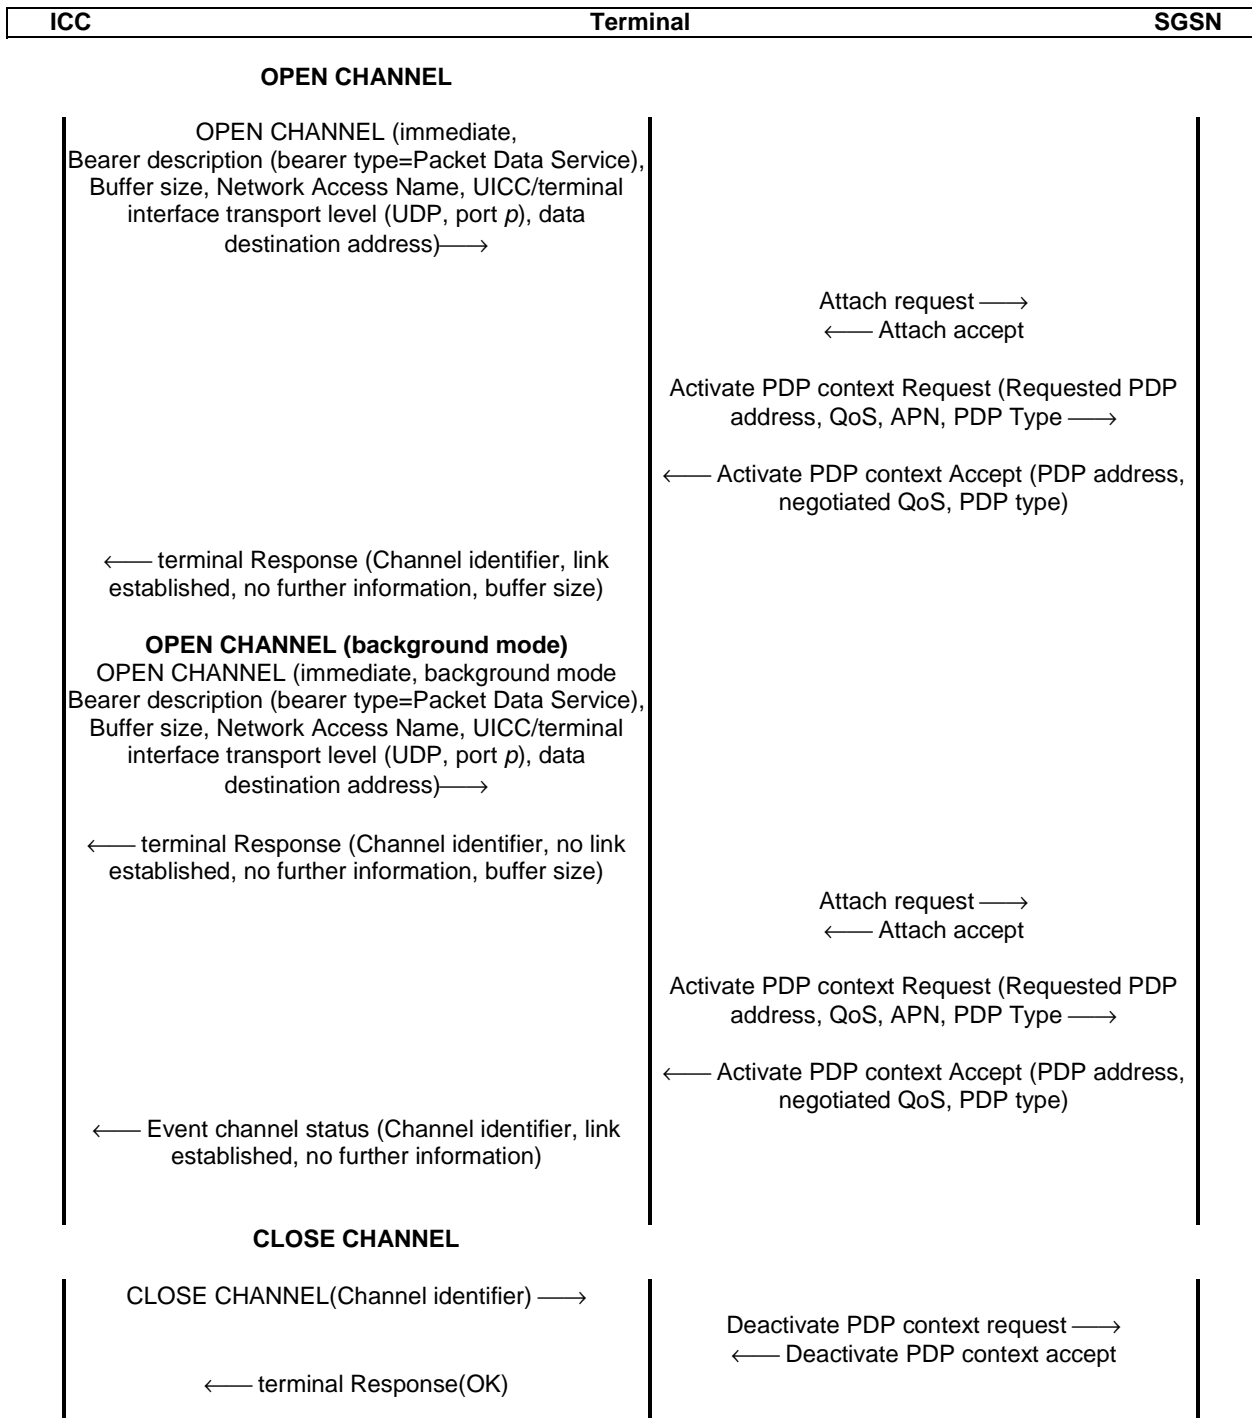 ICC Terminal SGSN
OPEN CHANNEL
OPEN CHANNEL (immediate,
Bearer description (bearer type=Packet Data Service),
Buffer size, Network Access Name, UICC/terminal
interface transport level (UDP, port p), data
destination address)⟶
Attach request ⟶
⟵ Attach accept
Activate PDP context Request (Requested PDP
address, QoS, APN, PDP Type ⟶
⟵ Activate PDP context Accept (PDP address,
negotiated QoS, PDP type)
⟵ terminal Response (Channel identifier, link
established, no further information, buffer size)
OPEN CHANNEL (background mode)
OPEN CHANNEL (immediate, background mode
Bearer description (bearer type=Packet Data Service),
Buffer size, Network Access Name, UICC/terminal
interface transport level (UDP, port p), data
destination address)⟶
⟵ terminal Response (Channel identifier, no link
established, no further information, buffer size)
Attach request ⟶
⟵ Attach accept
Activate PDP context Request (Requested PDP
address, QoS, APN, PDP Type ⟶
⟵ Activate PDP context Accept (PDP address,
negotiated QoS, PDP type)
⟵ Event channel status (Channel identifier, link
established, no further information)
CLOSE CHANNEL
CLOSE CHANNEL(Channel identifier) ⟶
Deactivate PDP context request ⟶
⟵ Deactivate PDP context accept
⟵ terminal Response(OK)